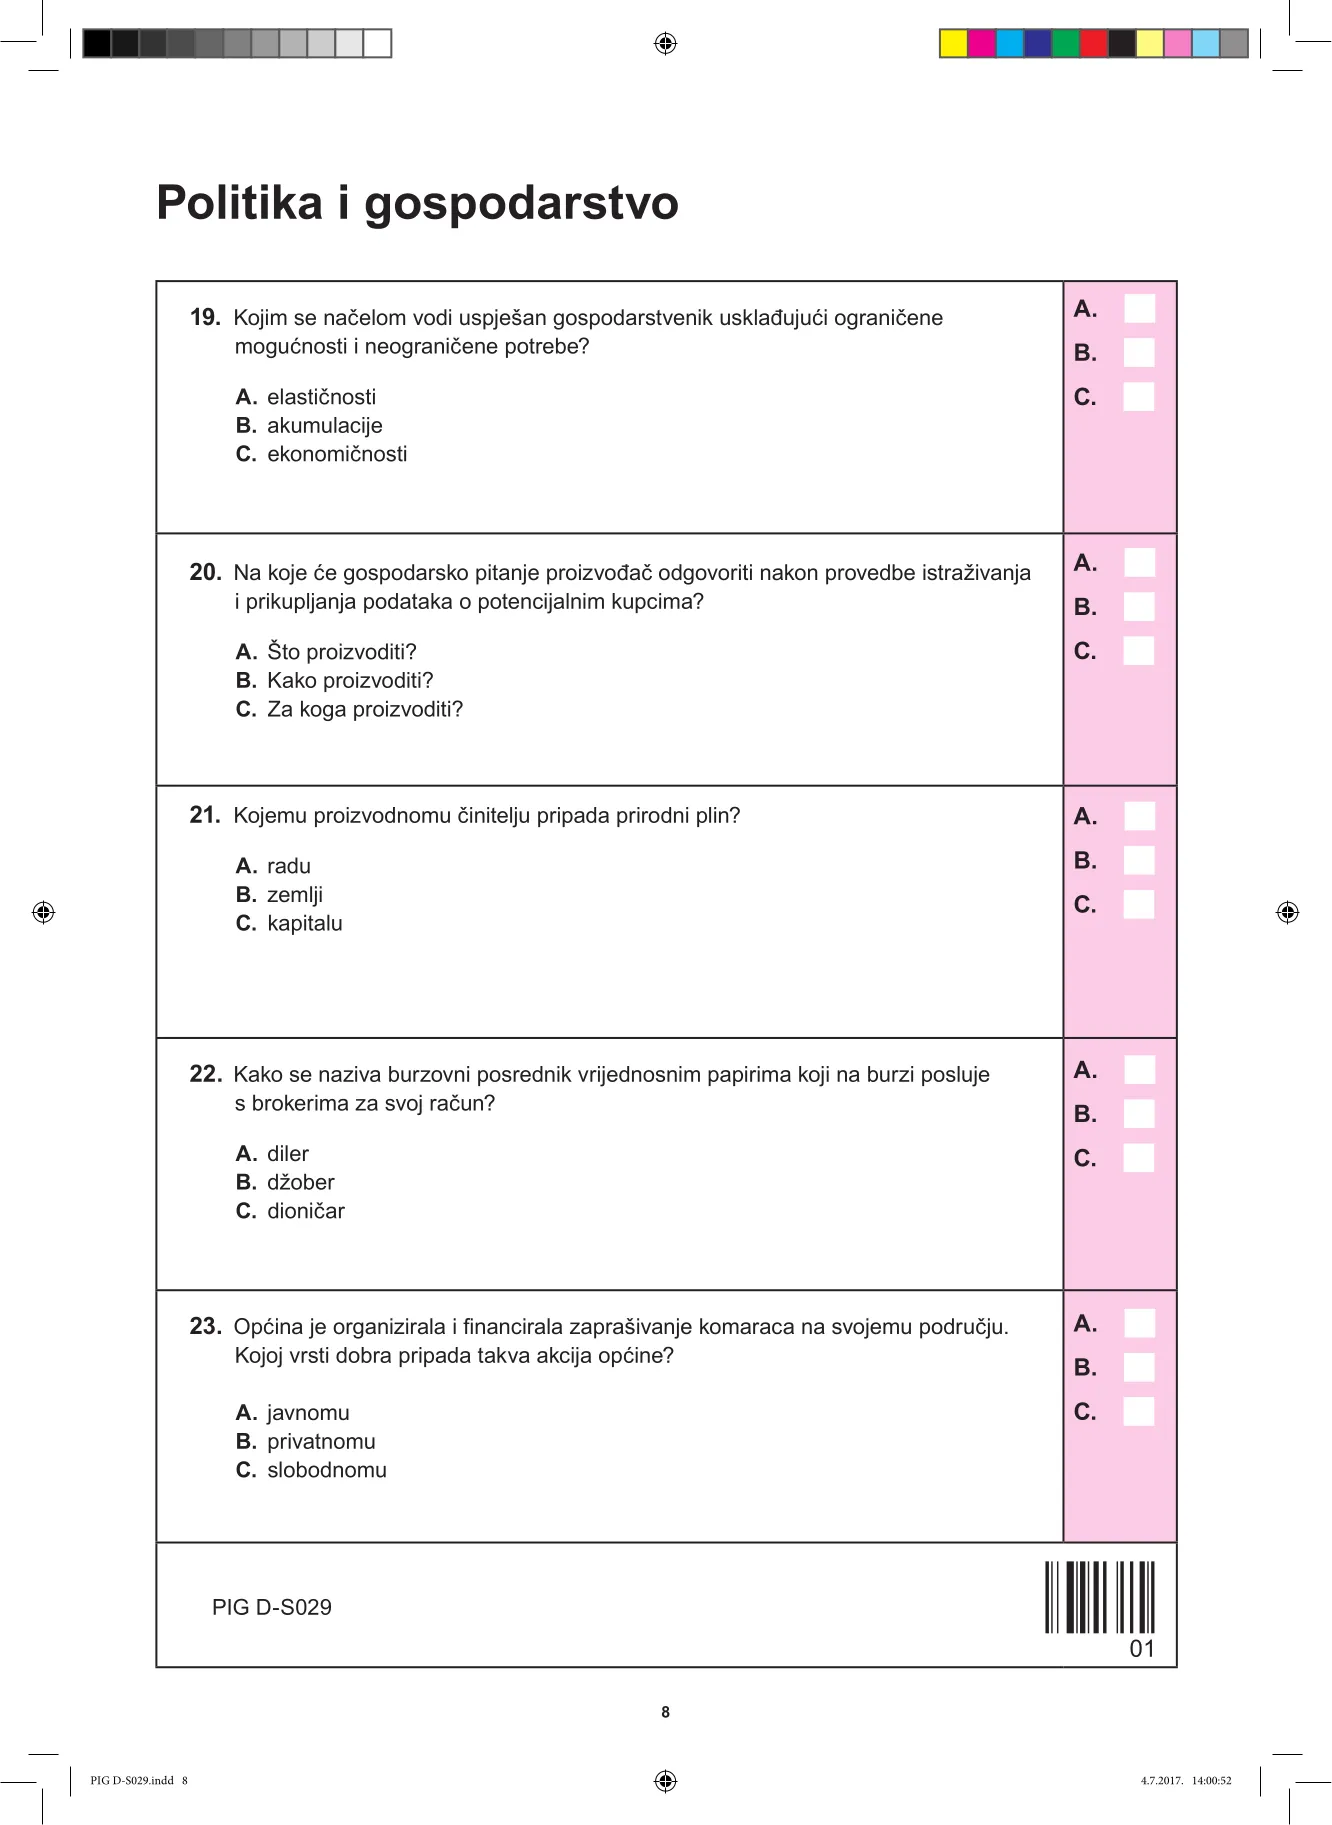 Politika i gospodarstvo
19. Kojim se načelom vodi uspješan gospodarstvenik usklađujući ograničene
mogućnosti i neograničene potrebe?
A. elastičnosti
B. akumulacije
C. ekonomičnosti
A.
B.
C.
20. Na koje će gospodarsko pitanje proizvođač odgovoriti nakon provedbe istraživanja
i prikupljanja podataka o potencijalnim kupcima?
A. Što proizvoditi?
B. Kako proizvoditi?
C. Za koga proizvoditi?
A.
B.
C.
21. Kojemu proizvodnomu činitelju pripada prirodni plin?
A. radu
B. zemlji
C. kapitalu
A.
B.
C.
22. Kako se naziva burzovni posrednik vrijednosnim papirima koji na burzi posluje
s brokerima za svoj račun?
A. diler
B. džober
C. dioničar
A.
B.
C.
23. Općina je organizirala i financirala zaprašivanje komaraca na svojemu području.
Kojoj vrsti dobra pripada takva akcija općine?
A. javnomu
B. privatnomu
C. slobodnomu
A.
B.
C.
PIG D-S029
01
8
PIG D-S029.indd 8
4.7.2017. 14:00:52